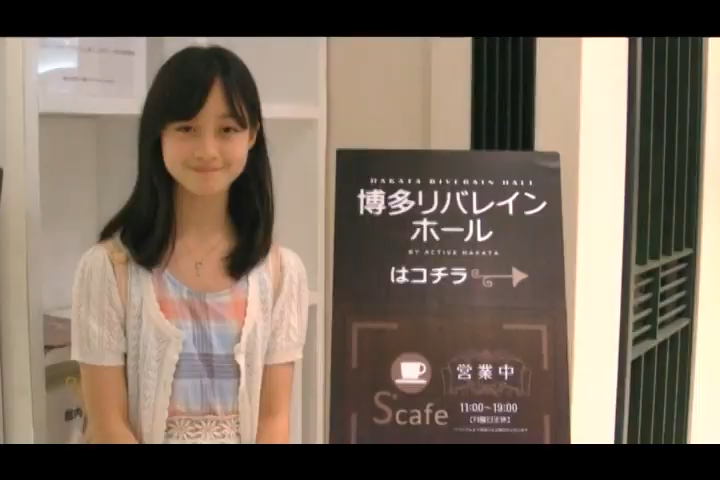 HAKATA RIVERAIN HALL
博多リバレイン
ホール
BY ACTIVE HAKATA
はコチラ
営業中
S'cafe
11:00~19:00